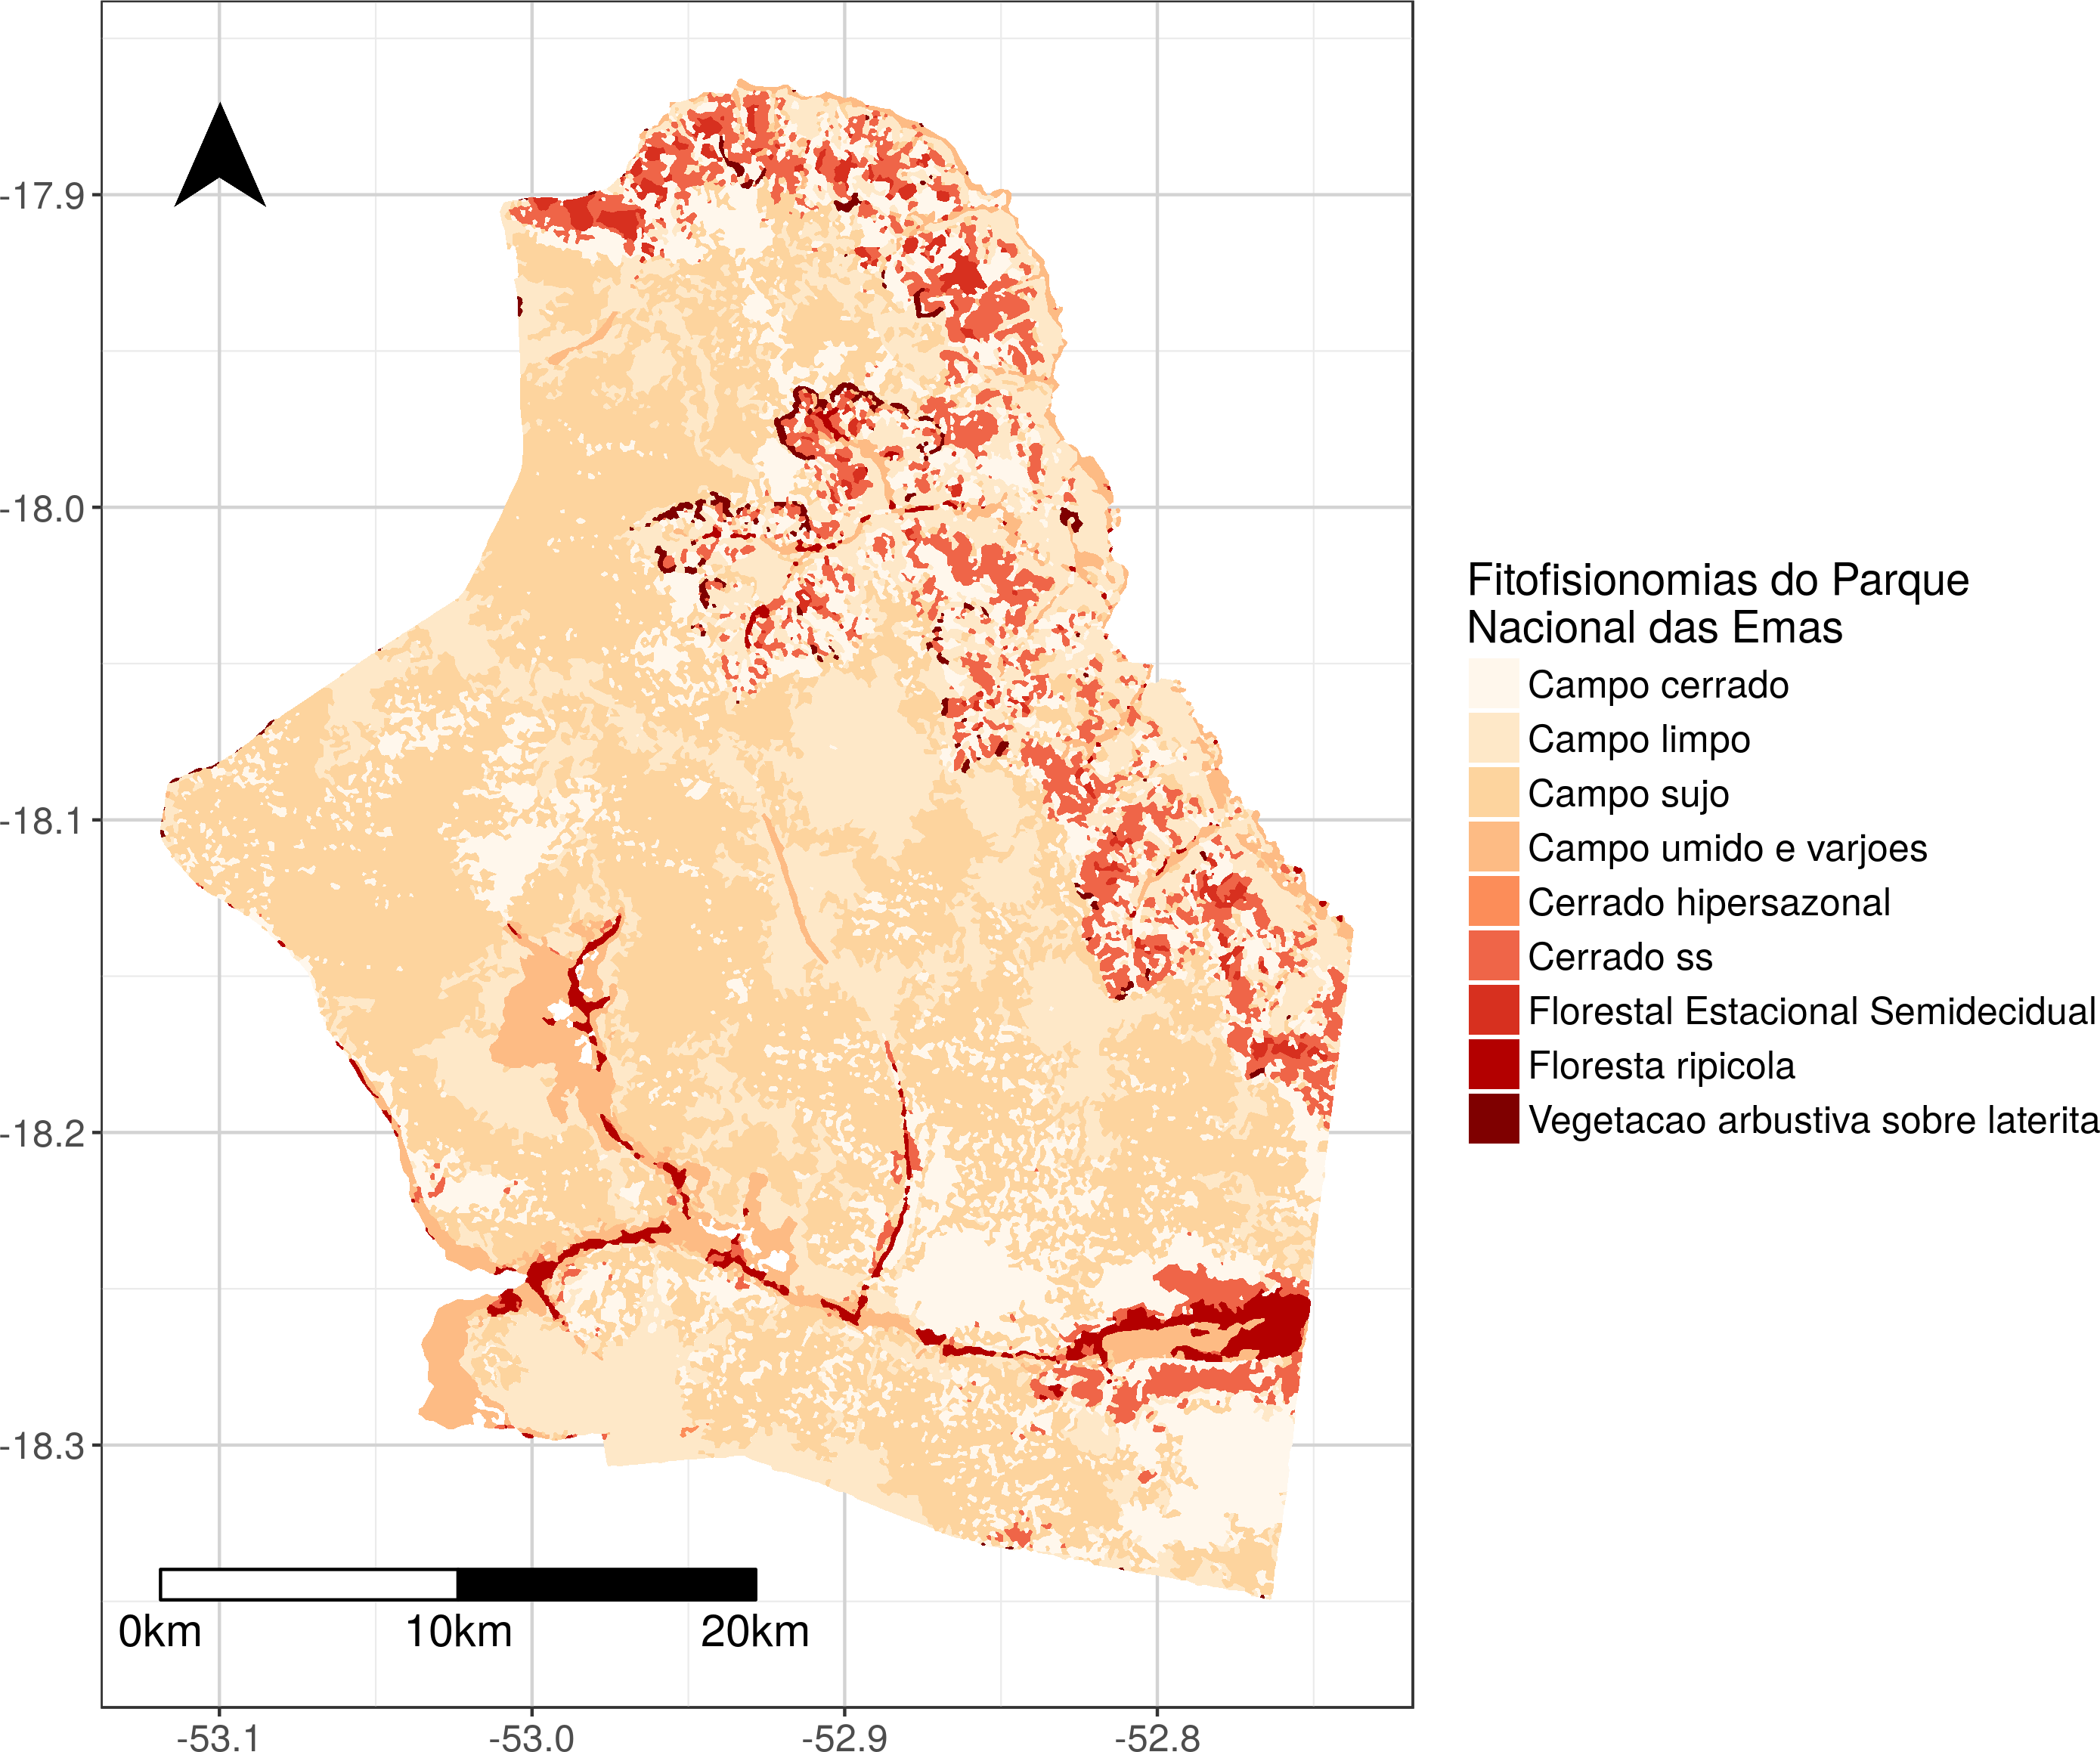 -17.9
-18.0
-18.1
-18.2
-18.3
0km 10km 20km
-53.1 -53.0 -52.9 -52.8
Fitofisionomias do Parque
Nacional das Emas
Campo cerrado
Campo limpo
Campo sujo
Campo umido e varjoes
Cerrado hipersazonal
Cerrado ss
Florestal Estacional Semidecidual
Floresta ripicola
Vegetacao arbustiva sobre laterita